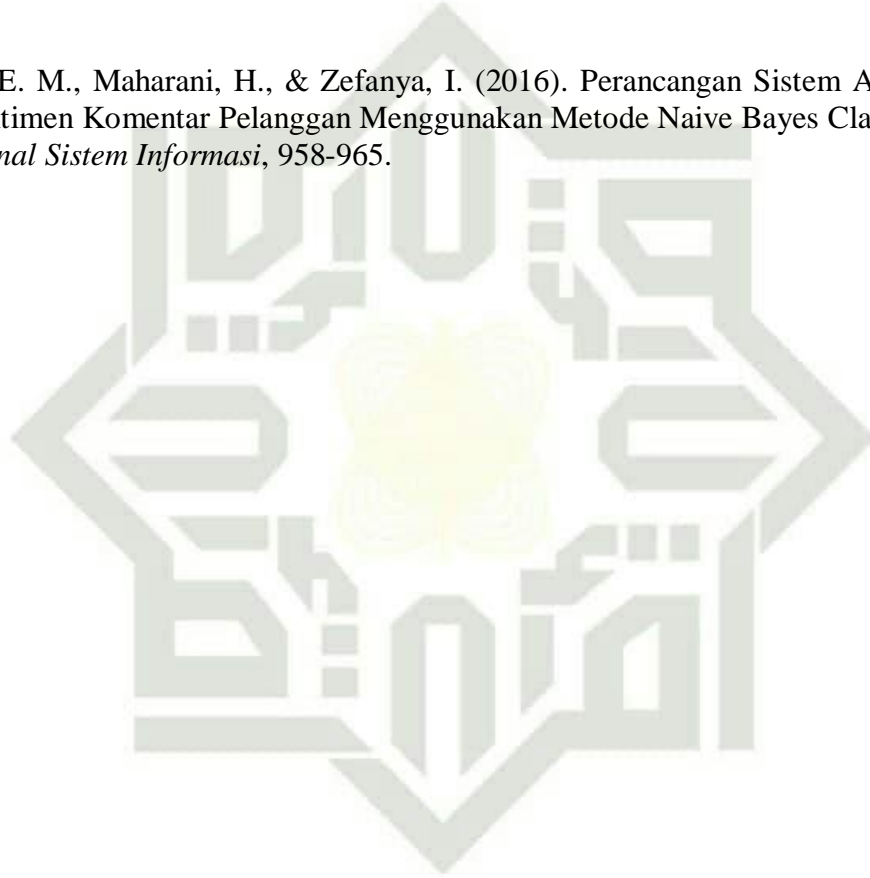 E. M., Maharani, H., & Zefanya, I. (2016). Perancangan Sistem A
timen Komentar Pelanggan Menggunakan Metode Naive Bayes Cla
nal Sistem Informasi, 958-965.